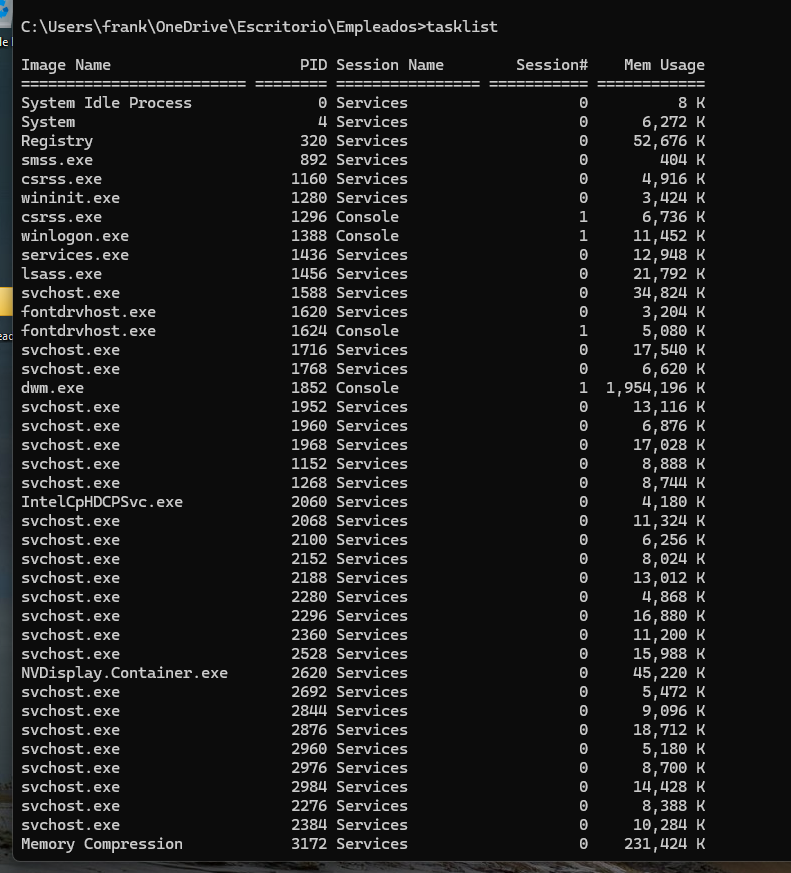 C:\Users\frank\OneDrive\Escritorio\Empleados>tasklist
Image Name                     PID Session Name        Session#    Mem Usage
========================= ======== ================ =========== ============
System Idle Process              0 Services                   0          8 K
System                           4 Services                   0      6,272 K
Registry                       320 Services                   0     52,676 K
smss.exe                       892 Services                   0        404 K
csrss.exe                     1160 Services                   0      4,916 K
wininit.exe                   1280 Services                   0      3,424 K
csrss.exe                     1296 Console                    1      6,736 K
winlogon.exe                  1388 Console                    1     11,452 K
services.exe                  1436 Services                   0     12,948 K
lsass.exe                     1456 Services                   0     21,792 K
svchost.exe                   1588 Services                   0     34,824 K
fontdrvhost.exe               1620 Services                   0      3,204 K
fontdrvhost.exe               1624 Console                    1      5,080 K
svchost.exe                   1716 Services                   0     17,540 K
svchost.exe                   1768 Services                   0      6,620 K
dwm.exe                       1852 Console                    1  1,954,196 K
svchost.exe                   1952 Services                   0     13,116 K
svchost.exe                   1960 Services                   0      6,876 K
svchost.exe                   1968 Services                   0     17,028 K
svchost.exe                   1152 Services                   0      8,888 K
svchost.exe                   1268 Services                   0      8,744 K
IntelCpHDCPSvc.exe            2060 Services                   0      4,180 K
svchost.exe                   2068 Services                   0     11,324 K
svchost.exe                   2100 Services                   0      6,256 K
svchost.exe                   2152 Services                   0      8,024 K
svchost.exe                   2188 Services                   0     13,012 K
svchost.exe                   2280 Services                   0      4,868 K
svchost.exe                   2296 Services                   0     16,880 K
svchost.exe                   2360 Services                   0     11,200 K
svchost.exe                   2528 Services                   0     15,988 K
NVDisplay.Container.exe       2620 Services                   0     45,220 K
svchost.exe                   2692 Services                   0      5,472 K
svchost.exe                   2844 Services                   0      9,096 K
svchost.exe                   2876 Services                   0     18,712 K
svchost.exe                   2960 Services                   0      5,180 K
svchost.exe                   2976 Services                   0      8,700 K
svchost.exe                   2984 Services                   0     14,428 K
svchost.exe                   2276 Services                   0      8,388 K
svchost.exe                   2384 Services                   0     10,284 K
Memory Compression            3172 Services                   0    231,424 K